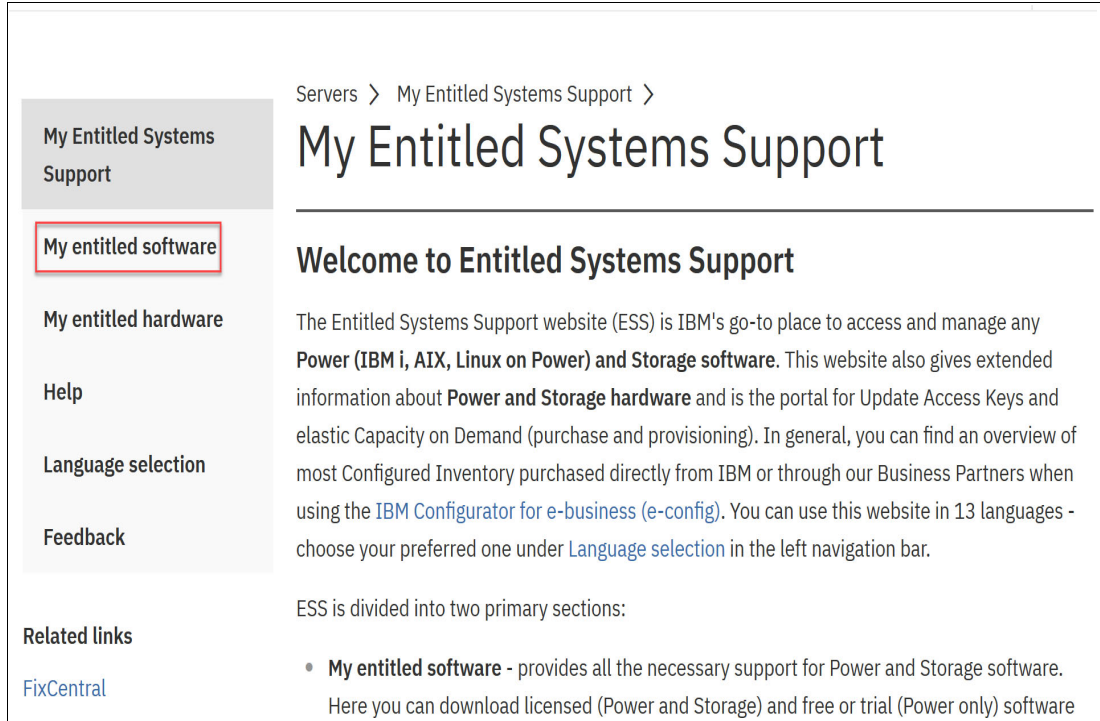 My Entitled Systems
Support
My entitled software
My entitled hardware
Help
Language selection
Feedback
Related links
FixCentral
Servers > My Entitled Systems Support >
My Entitled Systems Support
Welcome to Entitled Systems Support
The Entitled Systems Support website (ESS) is IBM's go-to place to access and manage any
Power (IBM i, AIX, Linux on Power) and Storage software. This website also gives extended
information about Power and Storage hardware and is the portal for Update Access Keys and
elastic Capacity on Demand (purchase and provisioning). In general, you can find an overview of
most Configured Inventory purchased directly from IBM or through our Business Partners when
using the IBM Configurator for e-business (e-config). You can use this website in 13 languages -
choose your preferred one under Language selection in the left navigation bar.
ESS is divided into two primary sections:
• My entitled software - provides all the necessary support for Power and Storage software.
Here you can download licensed (Power and Storage) and free or trial (Power only) software